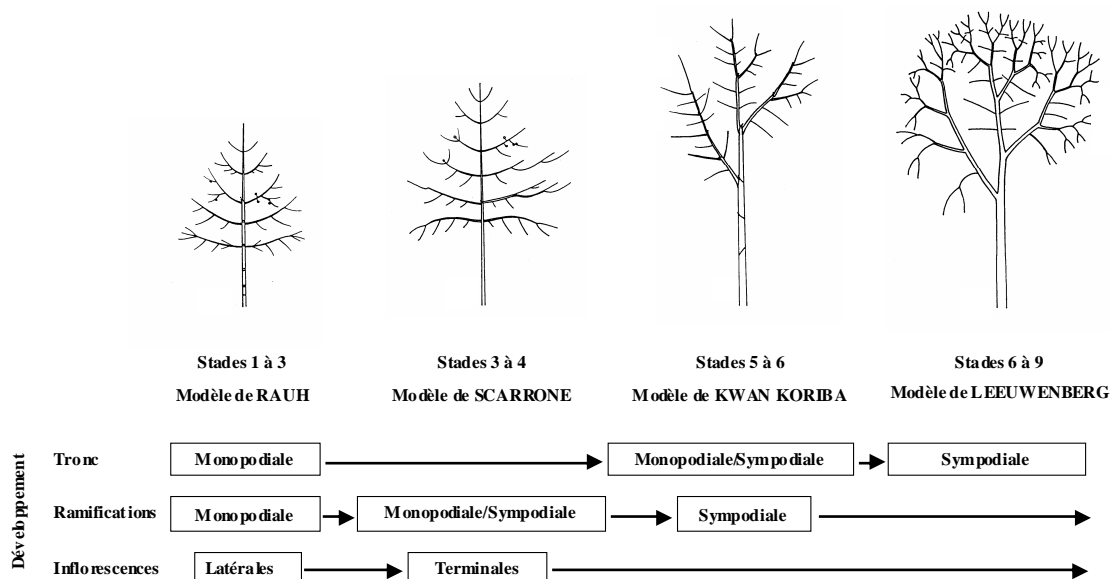 Stades 1 à 3
Stades 3 à 4
Stades 5 à 6
Stades 6 à 9
Modèle de RAUH
Modèle de SCARRONE
Modèle de KWAN KORIBA
Modèle de LEEUWENBERG
Développement
Tronc
Monopodiale
Monopodiale/Sympodiale
Sympodiale
Ramifications
Monopodiale
Monopodiale/Sympodiale
Sympodiale
Inflorescences
Latérales
Terminales